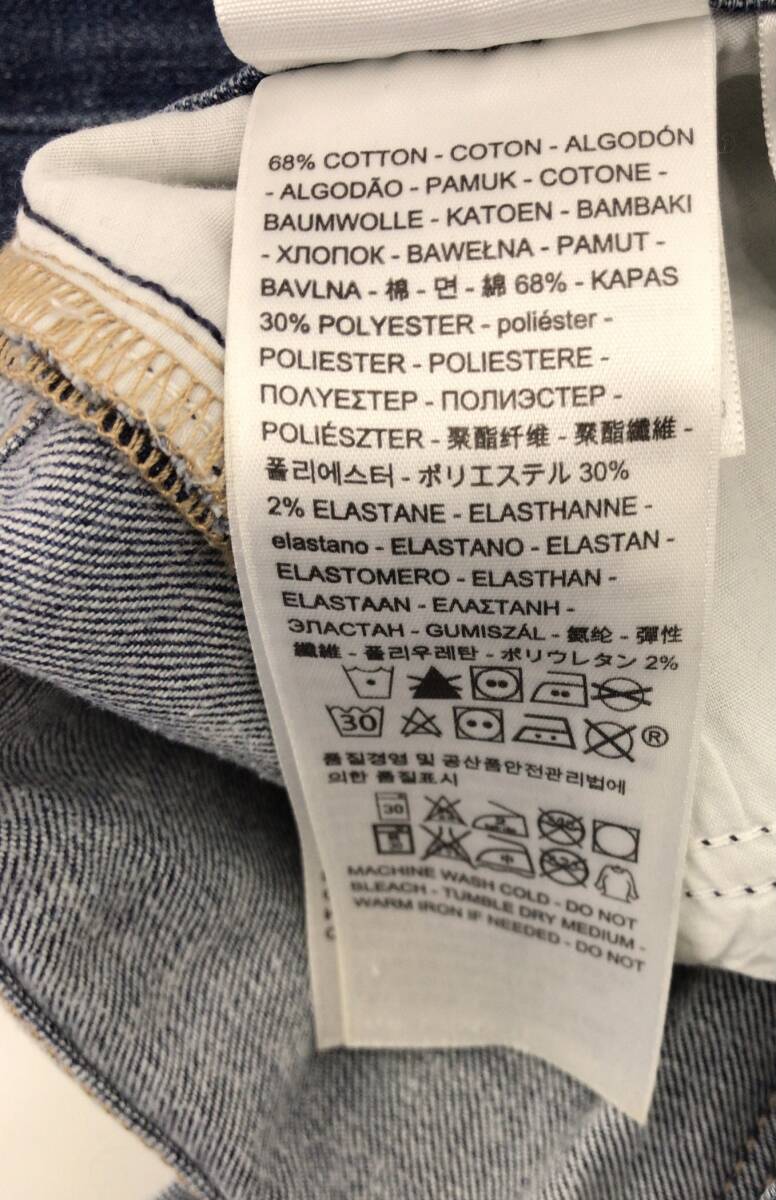 68% COTTON - COTON - ALGODÓN
- ALGODÃO - PAMUK - COTONE -
BAUMWOLLE - KATOEN - BAMBAKI
- ХЛОПОК - BAWEŁNA - PAMUT -
BAVLNA - 棉 - 면 - 綿 68% - KAPAS
30% POLYESTER - poliéster -
POLIESTER - POLIESTERE -
ΠΟΛΥΕΣΤΕΡ - ПОЛИЭСТЕР -
POLIÉSZTER - 聚酯纤维 - 聚酯纖維 -
폴리에스터 - ポリエステル 30%
2% ELASTANE - ELASTHANNE -
elastano - ELASTANO - ELASTAN -
ELASTOMERO - ELASTHAN -
ELASTAAN - ΕΛΑΣΤΑΝΗ -
ЭЛАСТАН - GUMISZÁL - 氨纶 - 彈性
纖維 - 폴리우레탄 - ポリウレタン 2%
30 ®
품질경영 및 공산품안전관리법에
의한 품질표시
30
MACHINE WASH COLD - DO NOT
BLEACH - TUMBLE DRY MEDIUM -
WARM IRON IF NEEDED - DO NOT